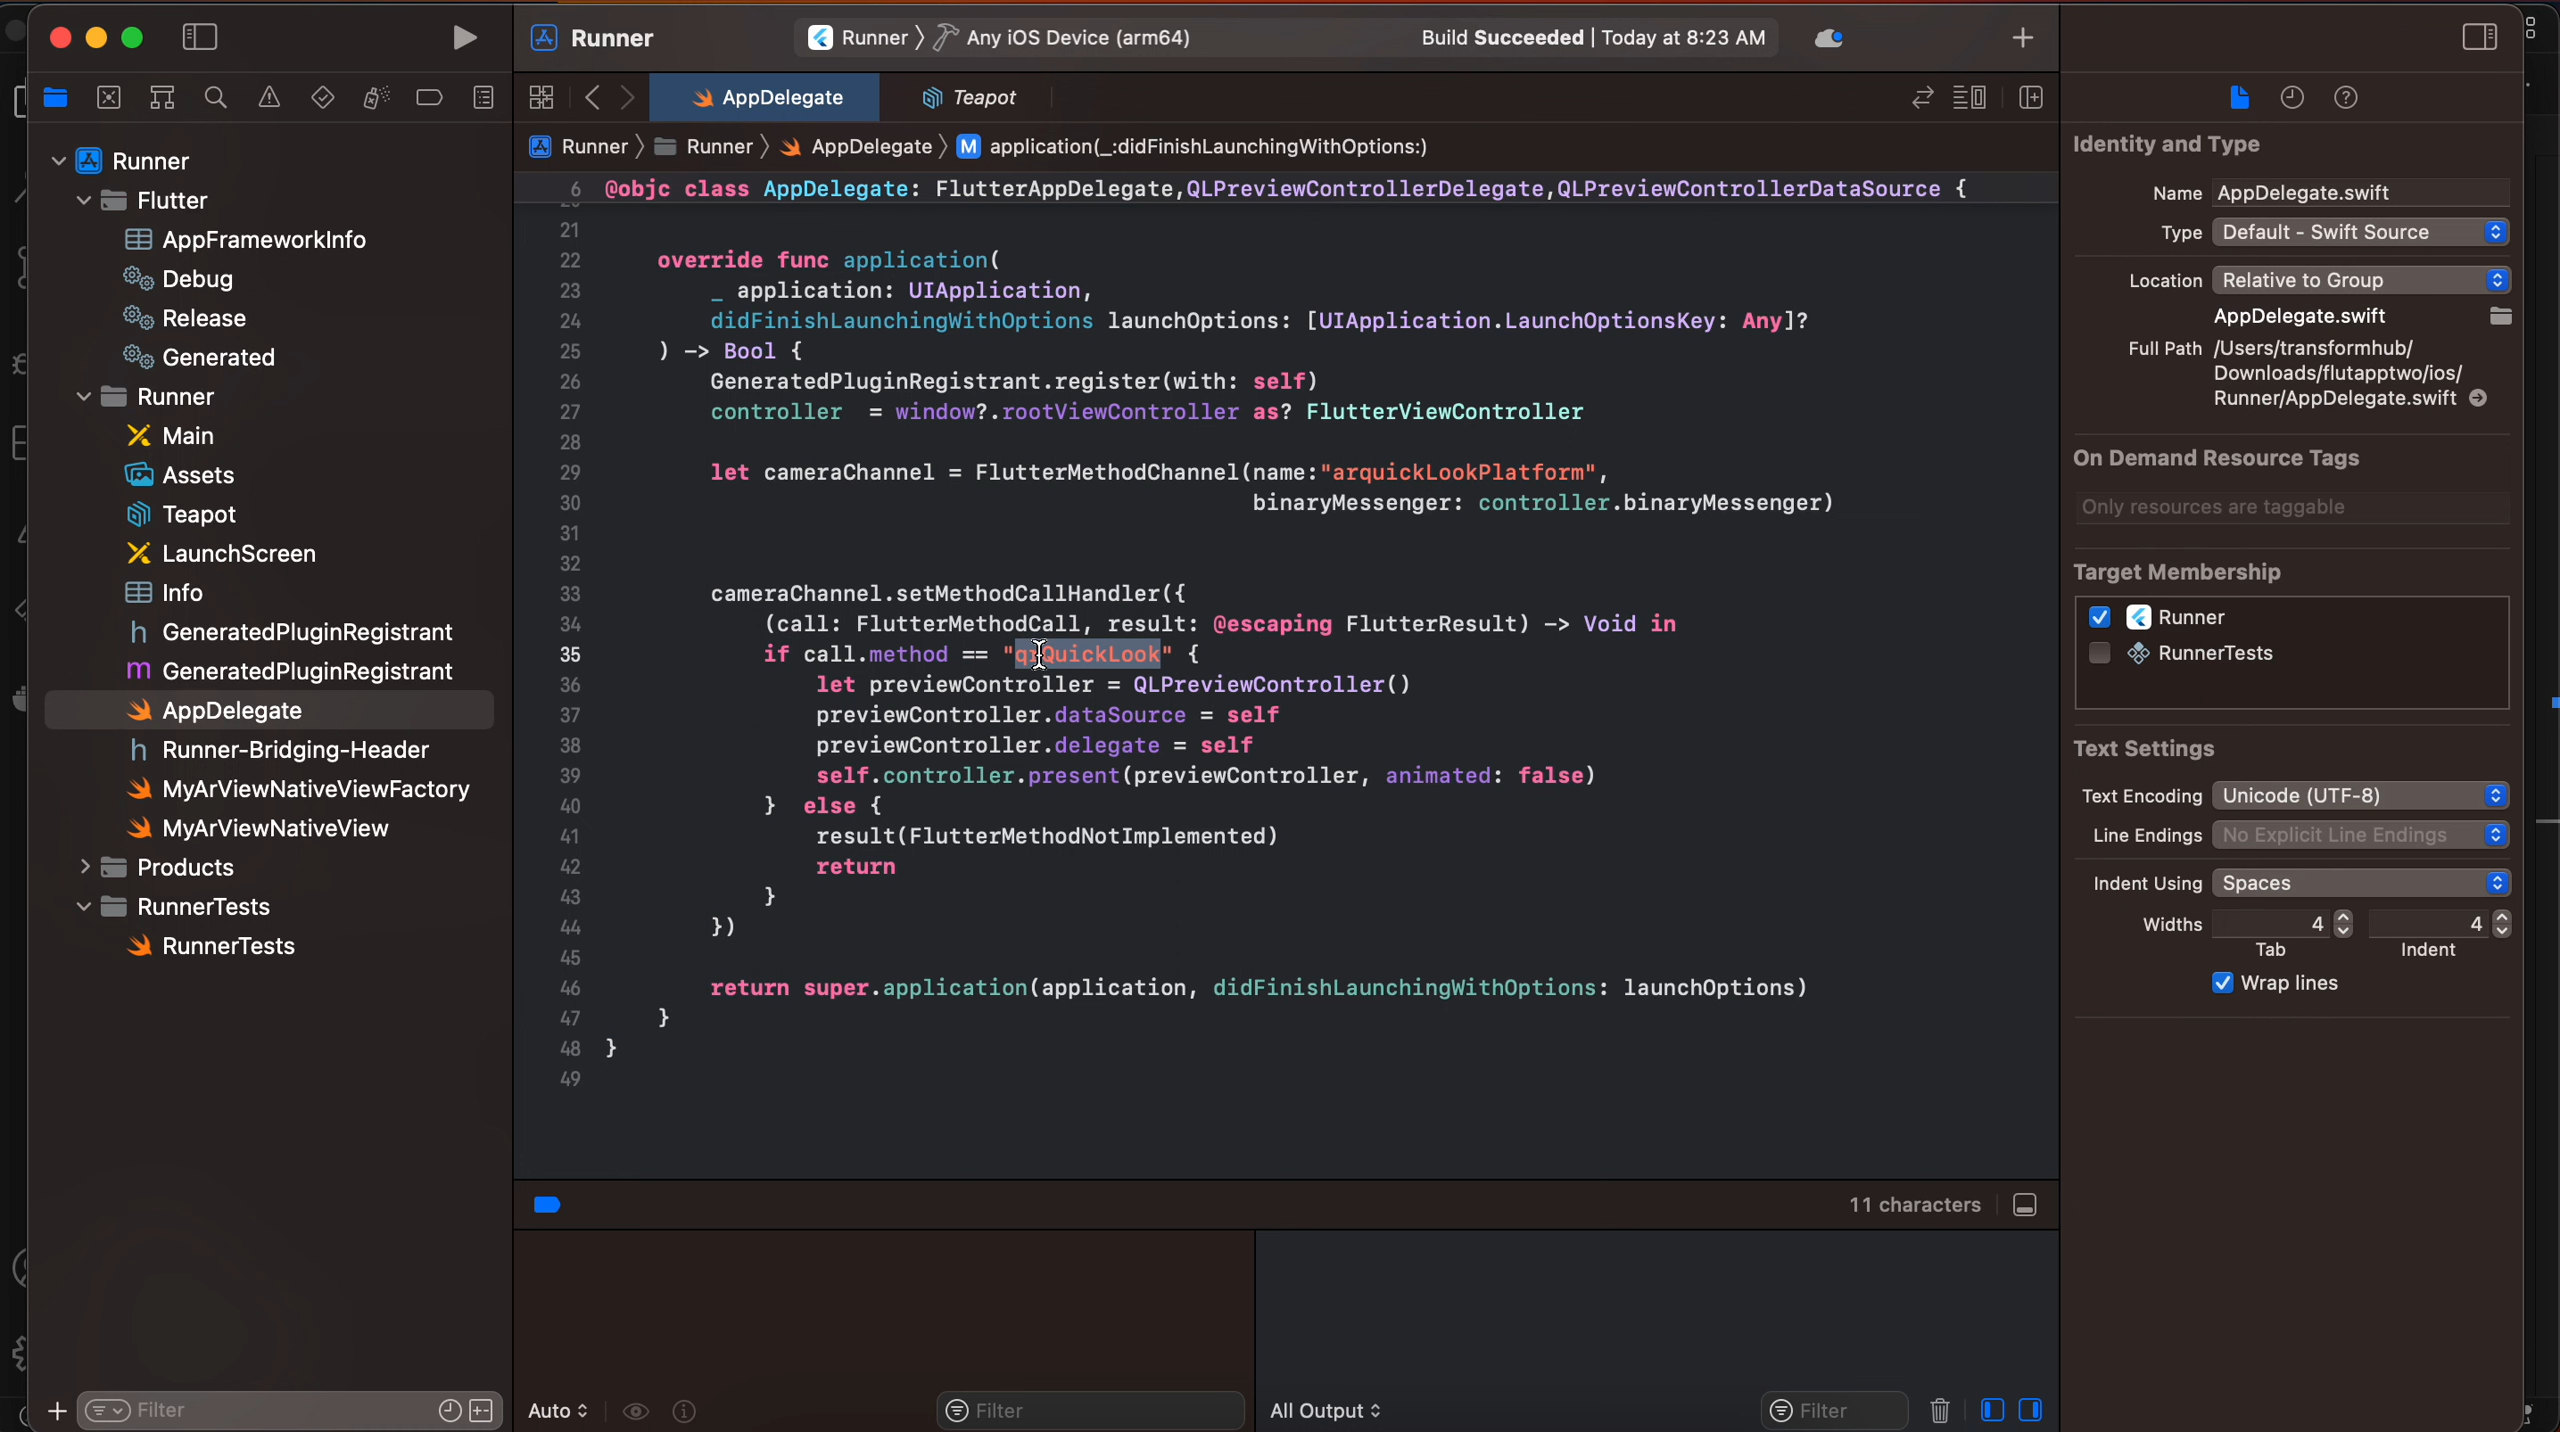 Runner
Runner
Any iOS Device (arm64)
Build Succeeded | Today at 8:23 AM
AppDelegate
Teapot
Runner
Runner
AppDelegate
M
application(_:didFinishLaunchingWithOptions:)
Runner
Flutter
AppFrameworkInfo
Debug
Release
Generated
Runner
Main
Assets
Teapot
LaunchScreen
Info
h GeneratedPluginRegistrant
m GeneratedPluginRegistrant
AppDelegate
h Runner-Bridging-Header
MyArViewNativeViewFactory
MyArViewNativeView
Products
RunnerTests
RunnerTests
Filter
6 @objc class AppDelegate: FlutterAppDelegate,QLPreviewControllerDelegate,QLPreviewControllerDataSource {
21
22 override func application(
23 _ application: UIApplication,
24 didFinishLaunchingWithOptions launchOptions: [UIApplication.LaunchOptionsKey: Any]?
25 ) -> Bool {
26 GeneratedPluginRegistrant.register(with: self)
27 controller = window?.rootViewController as? FlutterViewController
28
29 let cameraChannel = FlutterMethodChannel(name:"arquickLookPlatform",
30 binaryMessenger: controller.binaryMessenger)
31
32
33 cameraChannel.setMethodCallHandler({
34 (call: FlutterMethodCall, result: @escaping FlutterResult) -> Void in
35 if call.method == "qrQuickLook" {
36 let previewController = QLPreviewController()
37 previewController.dataSource = self
38 previewController.delegate = self
39 self.controller.present(previewController, animated: false)
40 } else {
41 result(FlutterMethodNotImplemented)
42 return
43 }
44 })
45
46 return super.application(application, didFinishLaunchingWithOptions: launchOptions)
47 }
48 }
49
11 characters
Auto
Filter
All Output
Filter
Identity and Type
Name AppDelegate.swift
Type Default - Swift Source
Location Relative to Group
AppDelegate.swift
Full Path /Users/transformhub/
Downloads/flutapptwo/ios/
Runner/AppDelegate.swift
On Demand Resource Tags
Only resources are taggable
Target Membership
Runner
RunnerTests
Text Settings
Text Encoding Unicode (UTF-8)
Line Endings No Explicit Line Endings
Indent Using Spaces
Widths 4 4
Tab Indent
Wrap lines